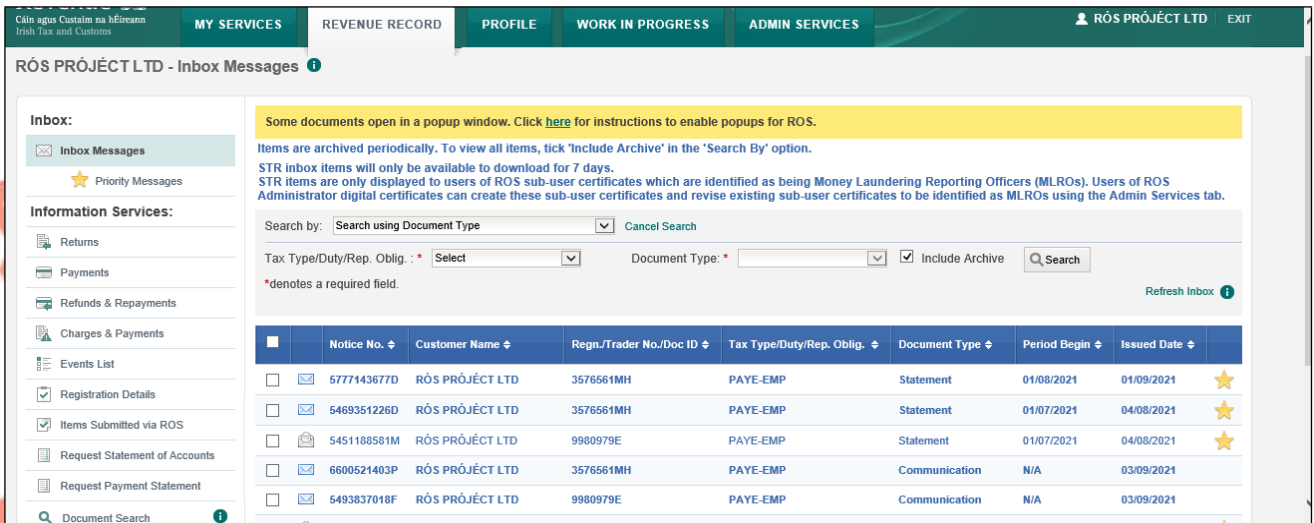 Cáin agus Custaim na hÉireann
Irish Tax and Customs
MY SERVICES
REVENUE RECORD
PROFILE
WORK IN PROGRESS
ADMIN SERVICES
RÓS PRÓJÉCT LTD
EXIT
RÓS PRÓJÉCT LTD - Inbox Messages
Inbox:
Inbox Messages
Priority Messages
Information Services:
Returns
Payments
Refunds & Repayments
Charges & Payments
Events List
Registration Details
Items Submitted via ROS
Request Statement of Accounts
Request Payment Statement
Document Search
Some documents open in a popup window. Click here for instructions to enable popups for ROS.
Items are archived periodically. To view all items, tick 'Include Archive' in the 'Search By' option.
STR inbox items will only be available to download for 7 days.
STR items are only displayed to users of ROS sub-user certificates which are identified as being Money Laundering Reporting Officers (MLROs). Users of ROS
Administrator digital certificates can create these sub-user certificates and revise existing sub-user certificates to be identified as MLROs using the Admin Services tab.
Search by: Search using Document Type Cancel Search
Tax Type/Duty/Rep. Oblig. : * Select Document Type: * Include Archive Search
*denotes a required field.
Refresh Inbox
Notice No. Customer Name Regn./Trader No./Doc ID Tax Type/Duty/Rep. Oblig. Document Type Period Begin Issued Date
5777143677D RÓS PRÓJÉCT LTD 3576561MH PAYE-EMP Statement 01/08/2021 01/09/2021
5469351226D RÓS PRÓJÉCT LTD 3576561MH PAYE-EMP Statement 01/07/2021 04/08/2021
5451188581M RÓS PRÓJÉCT LTD 9980979E PAYE-EMP Statement 01/07/2021 04/08/2021
6600521403P RÓS PRÓJÉCT LTD 3576561MH PAYE-EMP Communication N/A 03/09/2021
5493837018F RÓS PRÓJÉCT LTD 9980979E PAYE-EMP Communication N/A 03/09/2021